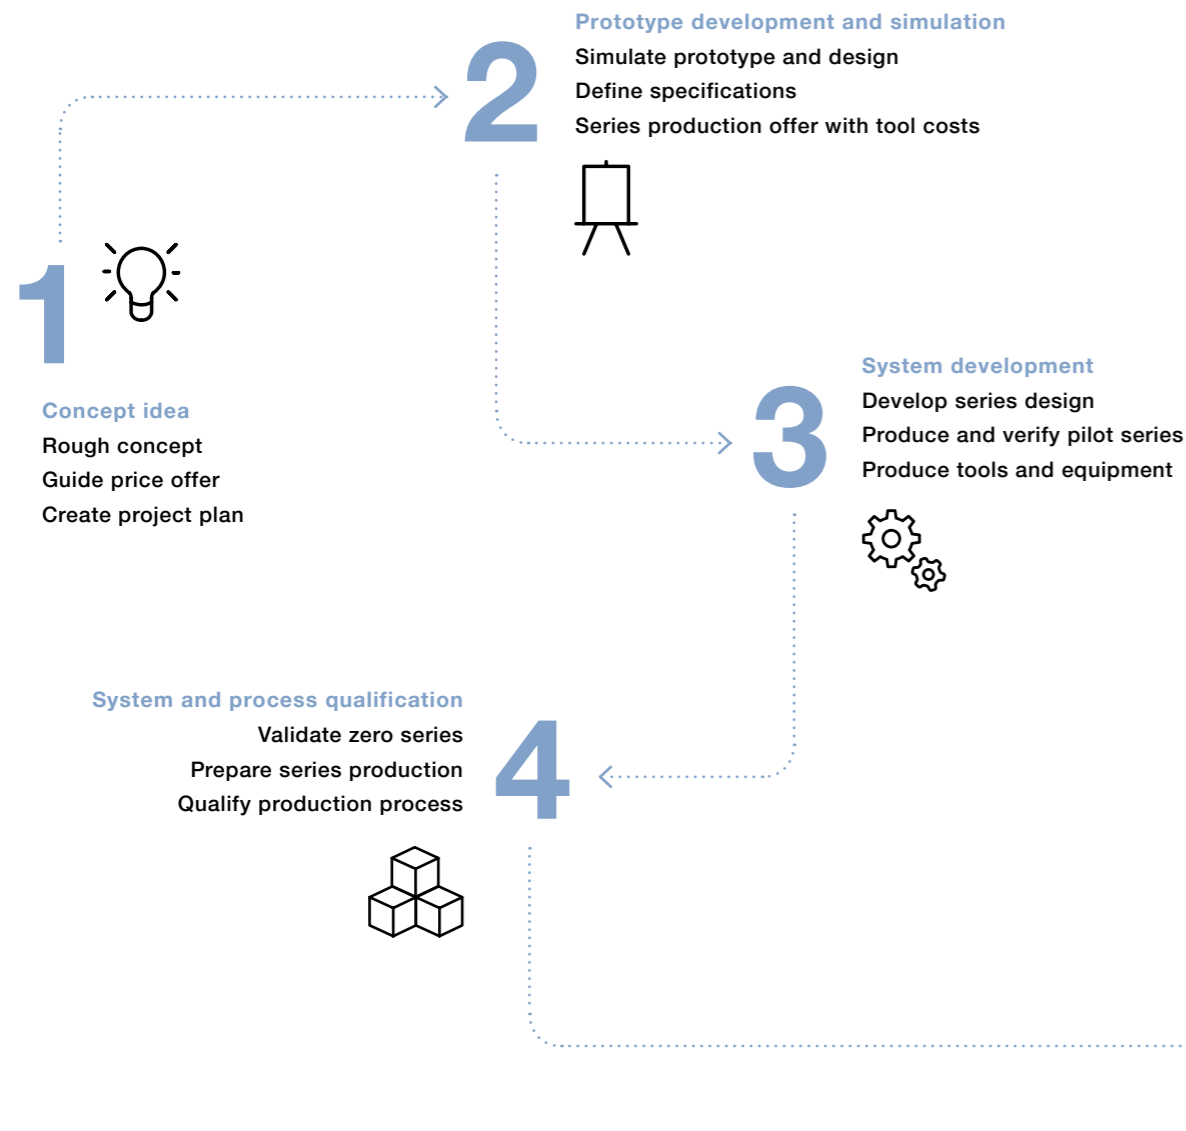 1
Concept idea
Rough concept
Guide price offer
Create project plan
2
Prototype development and simulation
Simulate prototype and design
Define specifications
Series production offer with tool costs
3
System development
Develop series design
Produce and verify pilot series
Produce tools and equipment
4
System and process qualification
Validate zero series
Prepare series production
Qualify production process